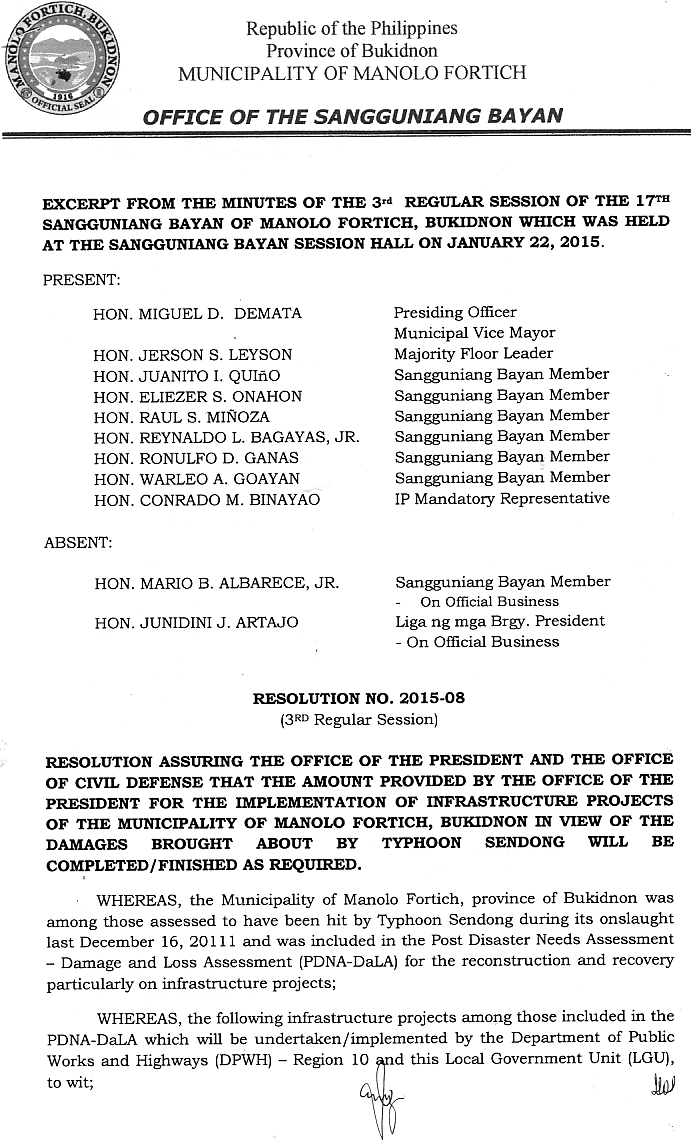 MANOLO FORTICH, BUKIDNON
1916
OFFICIAL SEAL
Republic of the Philippines
Province of Bukidnon
MUNICIPALITY OF MANOLO FORTICH
OFFICE OF THE SANGGUNIANG BAYAN
EXCERPT FROM THE MINUTES OF THE 3rd REGULAR SESSION OF THE 17TH
SANGGUNIANG BAYAN OF MANOLO FORTICH, BUKIDNON WHICH WAS HELD
AT THE SANGGUNIANG BAYAN SESSION HALL ON JANUARY 22, 2015.
PRESENT:
HON. MIGUEL D. DEMATA Presiding Officer
Municipal Vice Mayor
HON. JERSON S. LEYSON Majority Floor Leader
HON. JUANITO I. QUIñO Sangguniang Bayan Member
HON. ELIEZER S. ONAHON Sangguniang Bayan Member
HON. RAUL S. MIÑOZA Sangguniang Bayan Member
HON. REYNALDO L. BAGAYAS, JR. Sangguniang Bayan Member
HON. RONULFO D. GANAS Sangguniang Bayan Member
HON. WARLEO A. GOAYAN Sangguniang Bayan Member
HON. CONRADO M. BINAYAO IP Mandatory Representative
ABSENT:
HON. MARIO B. ALBARECE, JR. Sangguniang Bayan Member
- On Official Business
HON. JUNIDINI J. ARTAJO Liga ng mga Brgy. President
- On Official Business
RESOLUTION NO. 2015-08
(3RD Regular Session)
RESOLUTION ASSURING THE OFFICE OF THE PRESIDENT AND THE OFFICE
OF CIVIL DEFENSE THAT THE AMOUNT PROVIDED BY THE OFFICE OF THE
PRESIDENT FOR THE IMPLEMENTATION OF INFRASTRUCTURE PROJECTS
OF THE MUNICIPALITY OF MANOLO FORTICH, BUKIDNON IN VIEW OF THE
DAMAGES BROUGHT ABOUT BY TYPHOON SENDONG WILL BE
COMPLETED/FINISHED AS REQUIRED.
WHEREAS, the Municipality of Manolo Fortich, province of Bukidnon was
among those assessed to have been hit by Typhoon Sendong during its onslaught
last December 16, 20111 and was included in the Post Disaster Needs Assessment
– Damage and Loss Assessment (PDNA-DaLA) for the reconstruction and recovery
particularly on infrastructure projects;
WHEREAS, the following infrastructure projects among those included in the
PDNA-DaLA which will be undertaken/implemented by the Department of Public
Works and Highways (DPWH) – Region 10 and this Local Government Unit (LGU),
to wit;